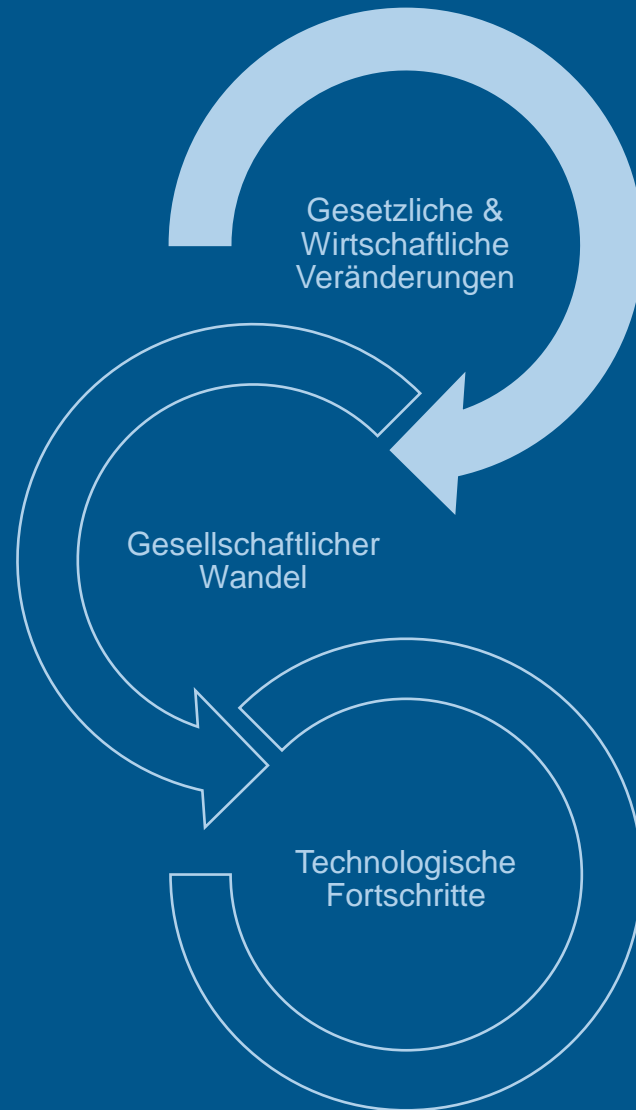 Gesetzliche &
Wirtschaftliche
Veränderungen
Gesellschaftlicher
Wandel
Technologische
Fortschritte